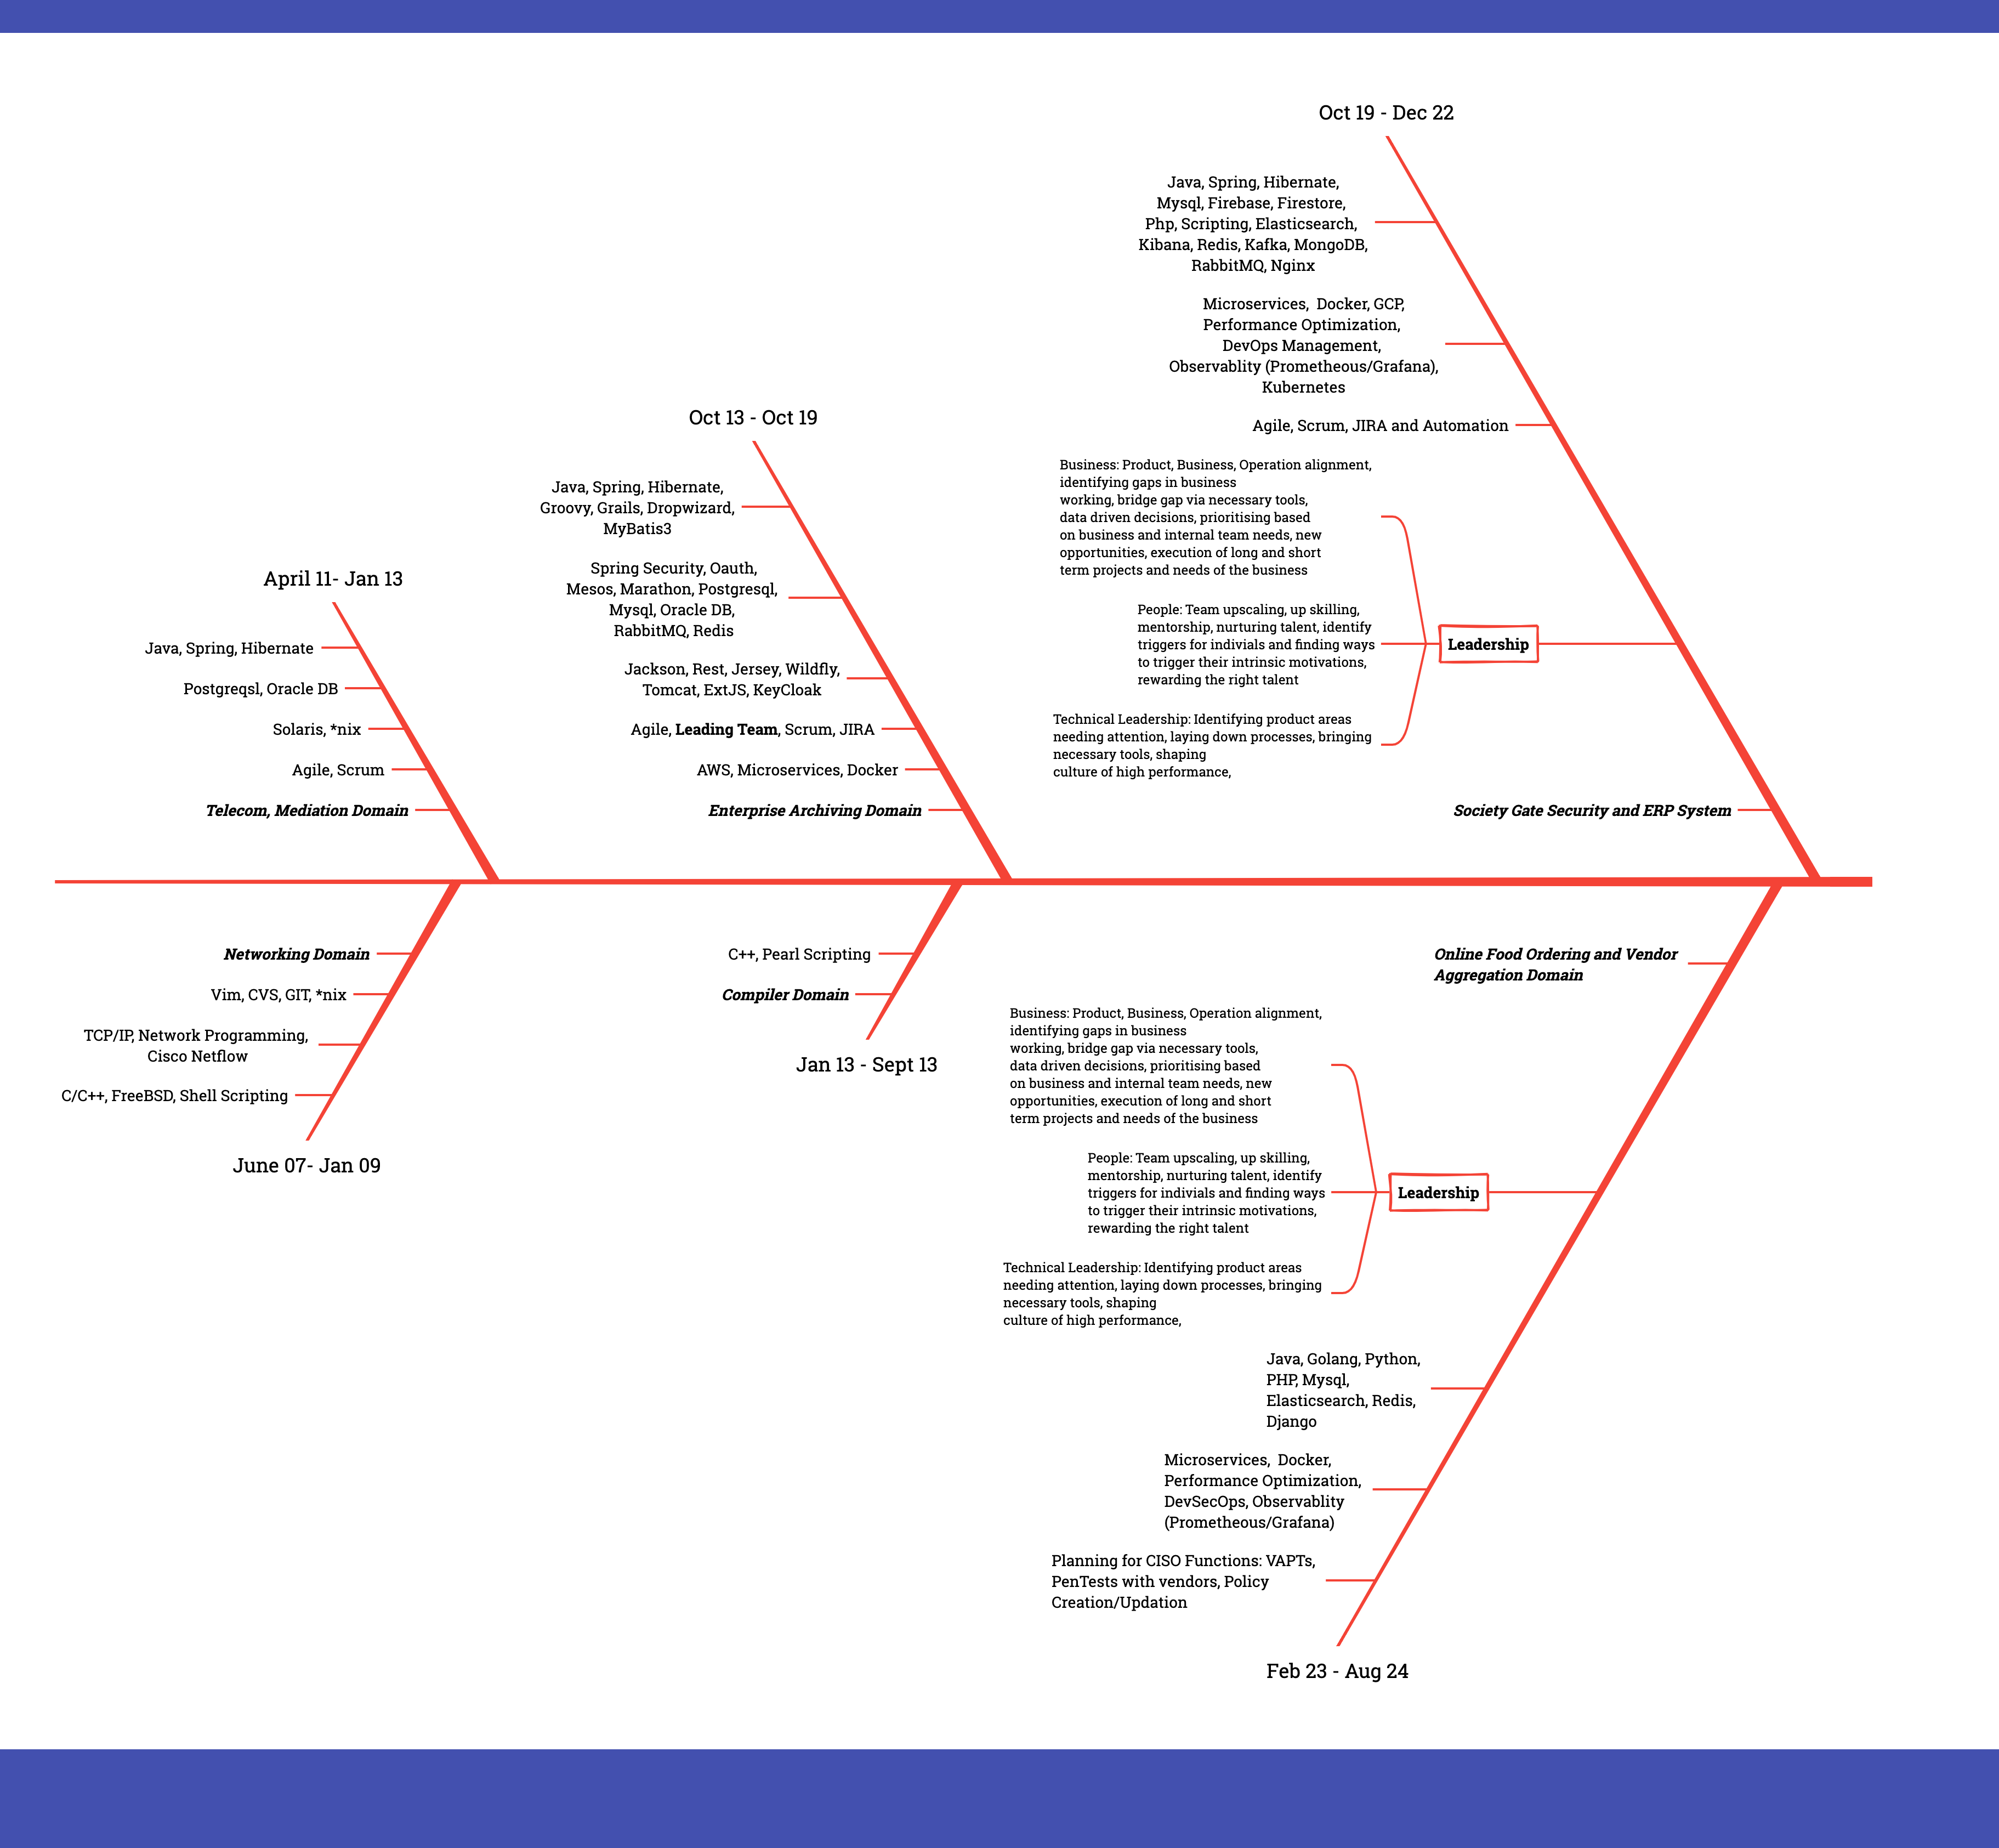 Oct 19 - Dec 22
Java, Spring, Hibernate,
Mysql, Firebase, Firestore,
Php, Scripting, Elasticsearch,
Kibana, Redis, Kafka, MongoDB,
RabbitMQ, Nginx
Microservices,  Docker, GCP,
Performance Optimization,
DevOps Management,
Observablity (Prometheous/Grafana),
Kubernetes
Agile, Scrum, JIRA and Automation
Business: Product, Business, Operation alignment,
identifying gaps in business
working, bridge gap via necessary tools,
data driven decisions, prioritising based
on business and internal team needs, new
opportunities, execution of long and short
term projects and needs of the business
People: Team upscaling, up skilling,
mentorship, nurturing talent, identify
triggers for indivials and finding ways
to trigger their intrinsic motivations,
rewarding the right talent
Leadership
Technical Leadership: Identifying product areas
needing attention, laying down processes, bringing
necessary tools, shaping
culture of high performance,
Society Gate Security and ERP System
Oct 13 - Oct 19
Java, Spring, Hibernate,
Groovy, Grails, Dropwizard,
MyBatis3
Spring Security, Oauth,
Mesos, Marathon, Postgresql,
Mysql, Oracle DB,
RabbitMQ, Redis
Jackson, Rest, Jersey, Wildfly,
Tomcat, ExtJS, KeyCloak
Agile, Leading Team, Scrum, JIRA
AWS, Microservices, Docker
Enterprise Archiving Domain
April 11- Jan 13
Java, Spring, Hibernate
Postgreqsl, Oracle DB
Solaris, *nix
Agile, Scrum
Telecom, Mediation Domain
Networking Domain
Vim, CVS, GIT, *nix
TCP/IP, Network Programming,
Cisco Netflow
C/C++, FreeBSD, Shell Scripting
June 07- Jan 09
C++, Pearl Scripting
Compiler Domain
Jan 13 - Sept 13
Online Food Ordering and Vendor
Aggregation Domain
Business: Product, Business, Operation alignment,
identifying gaps in business
working, bridge gap via necessary tools,
data driven decisions, prioritising based
on business and internal team needs, new
opportunities, execution of long and short
term projects and needs of the business
People: Team upscaling, up skilling,
mentorship, nurturing talent, identify
triggers for indivials and finding ways
to trigger their intrinsic motivations,
rewarding the right talent
Leadership
Technical Leadership: Identifying product areas
needing attention, laying down processes, bringing
necessary tools, shaping
culture of high performance,
Java, Golang, Python,
PHP, Mysql,
Elasticsearch, Redis,
Django
Microservices,  Docker,
Performance Optimization,
DevSecOps, Observablity
(Prometheous/Grafana)
Planning for CISO Functions: VAPTs,
PenTests with vendors, Policy
Creation/Updation
Feb 23 - Aug 24